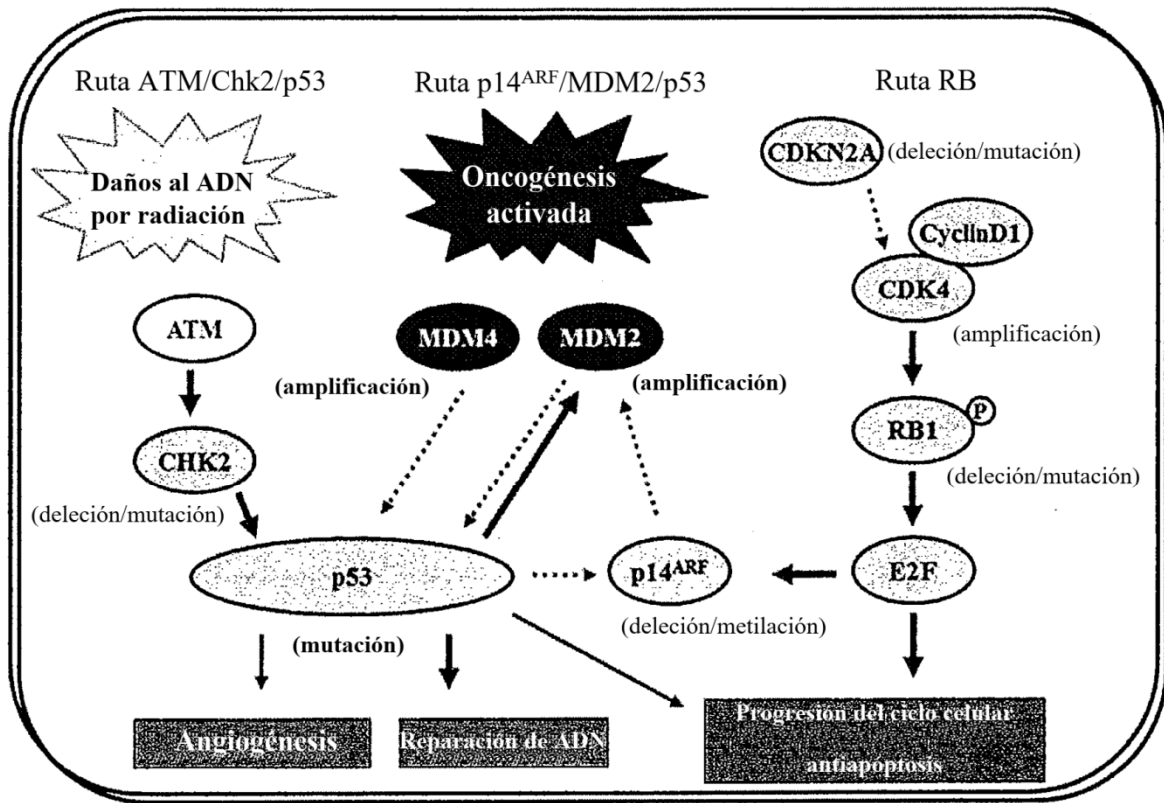 Ruta ATM/Chk2/p53
Ruta p14ARF/MDM2/p53
Ruta RB
Daños al ADN
por radiación
Oncogénesis
activada
CDKN2A
(deleción/mutación)
CyclinD1
CDK4
(amplificación)
ATM
MDM4
MDM2
(amplificación)
(amplificación)
CHK2
(deleción/mutación)
RB1
P
(deleción/mutación)
p53
p14ARF
E2F
(mutación)
(deleción/metilación)
Angiogénesis
Reparación de ADN
Progresión del ciclo celular
antiapoptosis